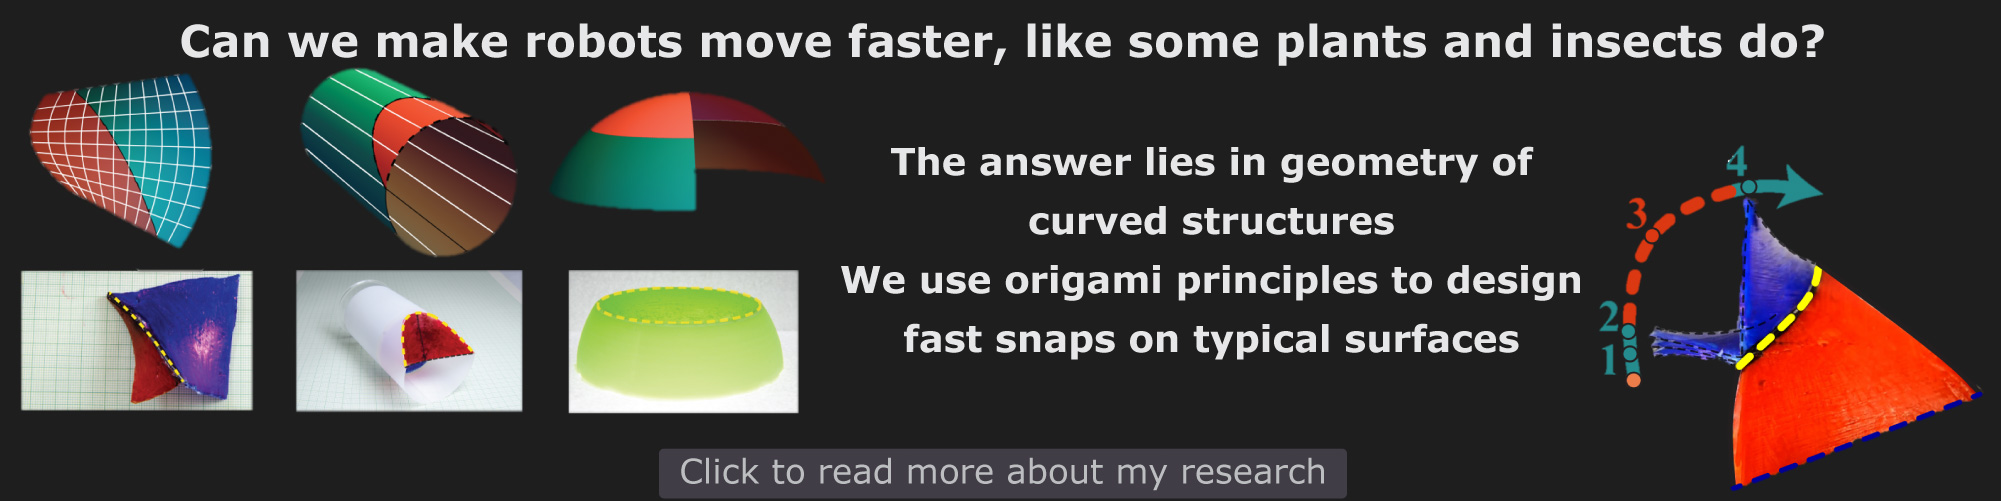 Can we make robots move faster, like some plants and insects do?
The answer lies in geometry of
curved structures
We use origami principles to design
fast snaps on typical surfaces
4
3
2
1
Click to read more about my research